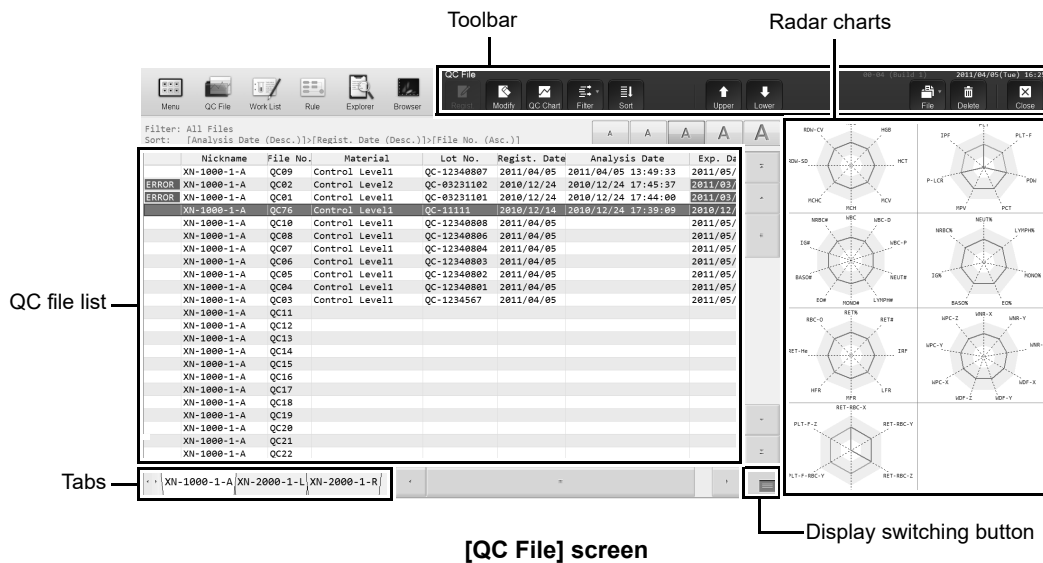 Toolbar
Radar charts
QC File
00-04 (Build 1) 2011/04/05(Tue) 16:25
Menu QC File Work List Rule Explorer Browser
Regist. Modify QC Chart Filter Sort Upper Lower File Delete Close
Filter: All Files
Sort: [Analysis Date (Desc.)]>[Regist. Date (Desc.)]>[File No. (Asc.)]
A A A A A
Nickname File No. Material Lot No. Regist. Date Analysis Date Exp. Da
XN-1000-1-A QC09 Control Level1 QC-12340807 2011/04/05 2011/04/05 13:49:33 2011/05/
ERROR XN-1000-1-A QC02 Control Level2 QC-03231102 2010/12/24 2010/12/24 17:45:37 2011/03/
ERROR XN-1000-1-A QC01 Control Level1 QC-03231101 2010/12/24 2010/12/24 17:44:00 2011/03/
XN-1000-1-A QC76 Control Level1 QC-11111 2010/12/14 2010/12/24 17:39:09 2010/12/
XN-1000-1-A QC10 Control Level1 QC-12340808 2011/04/05 2011/05/
XN-1000-1-A QC08 Control Level1 QC-12340806 2011/04/05 2011/05/
XN-1000-1-A QC07 Control Level1 QC-12340804 2011/04/05 2011/05/
XN-1000-1-A QC06 Control Level1 QC-12340803 2011/04/05 2011/05/
XN-1000-1-A QC05 Control Level1 QC-12340802 2011/04/05 2011/05/
XN-1000-1-A QC04 Control Level1 QC-12340801 2011/04/05 2011/05/
XN-1000-1-A QC03 Control Level1 QC-1234567 2011/04/05 2011/05/
XN-1000-1-A QC11
XN-1000-1-A QC12
XN-1000-1-A QC13
XN-1000-1-A QC14
XN-1000-1-A QC15
XN-1000-1-A QC16
XN-1000-1-A QC17
XN-1000-1-A QC18
XN-1000-1-A QC19
XN-1000-1-A QC20
XN-1000-1-A QC21
XN-1000-1-A QC22
QC file list
Tabs
XN-1000-1-A XN-2000-1-L XN-2000-1-R
RDW-CV HGB
RDW-SD HCT
MCHC MCV
MCH
PLT
IPF PLT-F
P-LCR PDW
MPV PCT
NRBC# WBC WBC-D
IG# WBC-P
BASO# NEUT#
EO# MONO# LYMPH#
NEUT%
NRBC% LYMPH%
IG% MONO%
BASO% EO%
RET%
RBC-O RET#
RET-He IRF
HFR LFR
MFR
WNR-X
WPC-Z WNR-Y
WPC-Y WNR-
WPC-X WDF-X
WDF-Z WDF-Y
RET-RBC-X
PLT-F-Z RET-RBC-Y
PLT-F-RBC-Y RET-RBC-Z
Display switching button
[QC File] screen